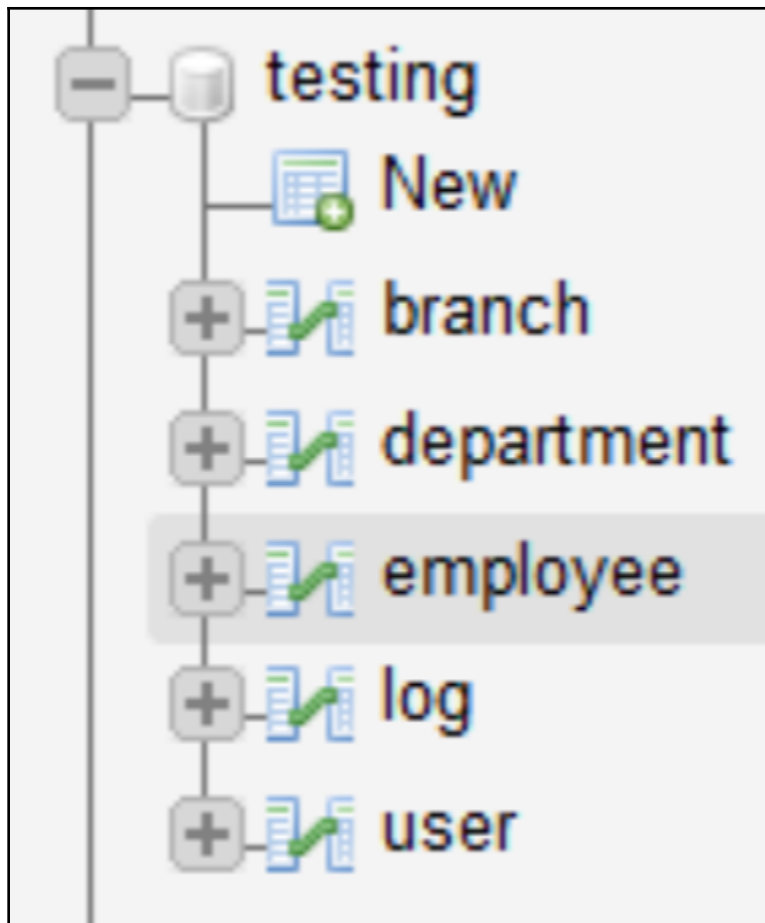 testing
New
branch
department
employee
log
user